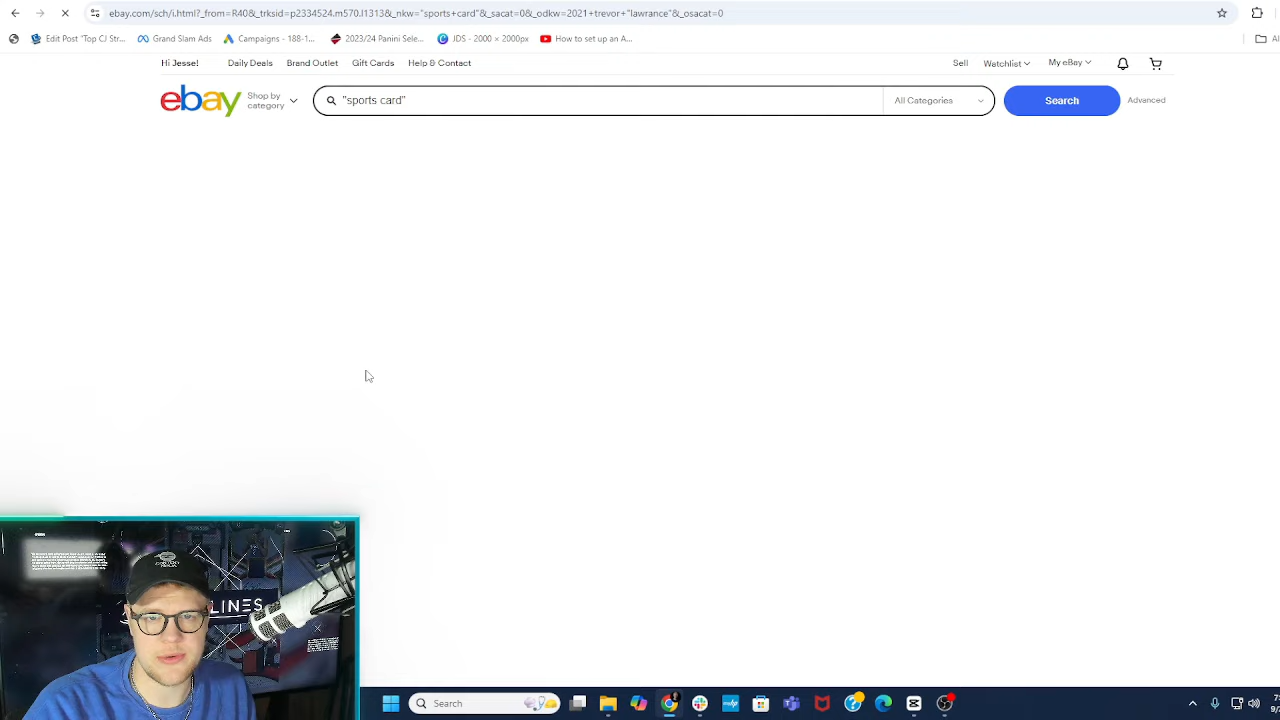 ebay.com/sch/i.html?_from=R40&_trksid=p2334524.m570.l1313&_nkw="sports+card"&_sacat=0&_odkw=2021+trevor+"lawrance"&_osacat=0
Edit Post 'Top CJ Str... Grand Slam Ads Campaigns - 188-1... 2023/24 Panini Sele... JDS - 2000 × 2000px How to set up an A...
Hi Jesse! Daily Deals Brand Outlet Gift Cards Help & Contact Sell Watchlist My eBay
ebay Shop by category "sports card" All Categories Search Advanced
LINES
Search